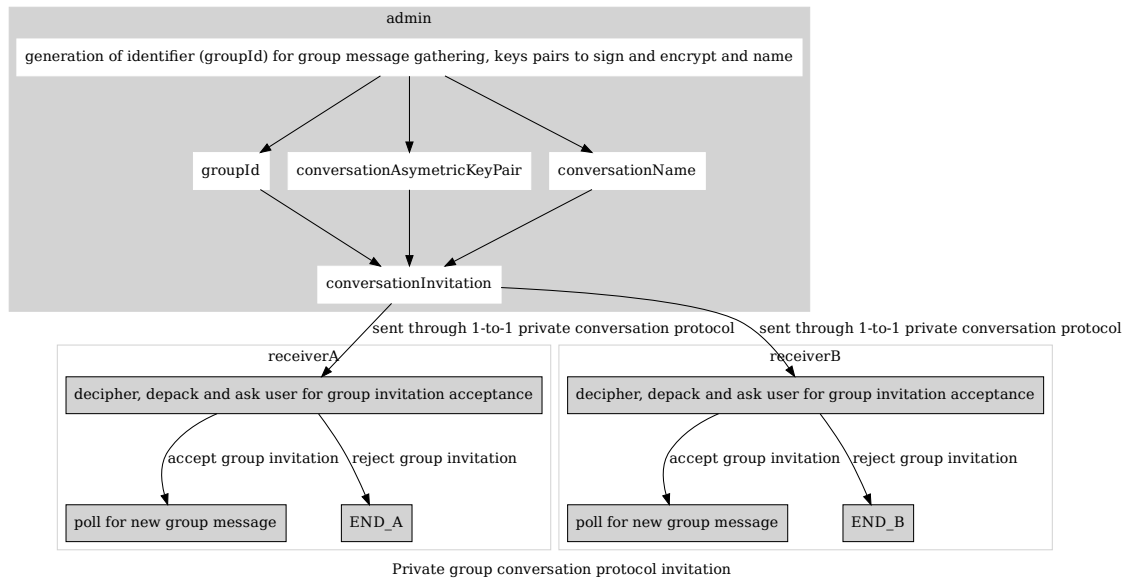 admin
generation of identifier (groupId) for group message gathering, keys pairs to sign and encrypt and name
groupId
conversationAsymetricKeyPair
conversationName
conversationInvitation
sent through 1-to-1 private conversation protocol
sent through 1-to-1 private conversation protocol
receiverA
receiverB
decipher, depack and ask user for group invitation acceptance
decipher, depack and ask user for group invitation acceptance
accept group invitation
reject group invitation
accept group invitation
reject group invitation
poll for new group message
END_A
poll for new group message
END_B
Private group conversation protocol invitation